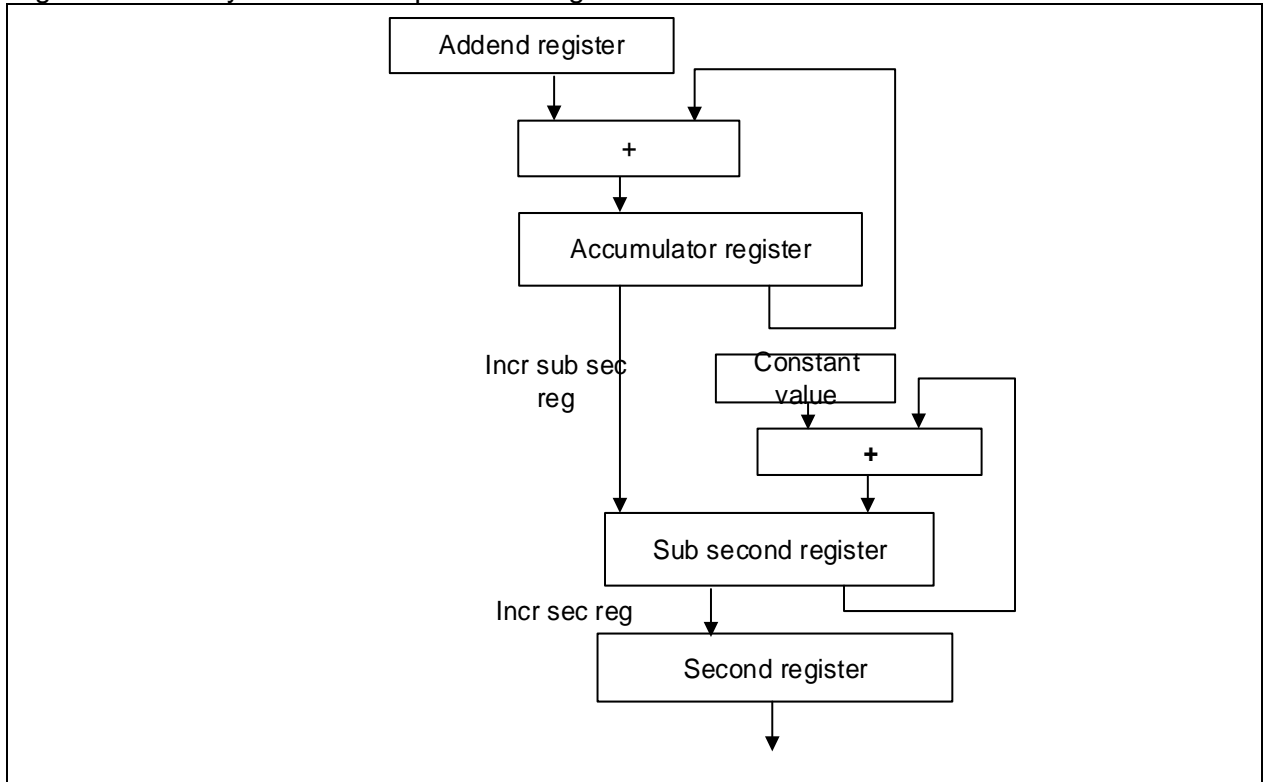 Addend register
+
Accumulator register
Incr sub sec
reg
Constant
value
+
Sub second register
Incr sec reg
Second register